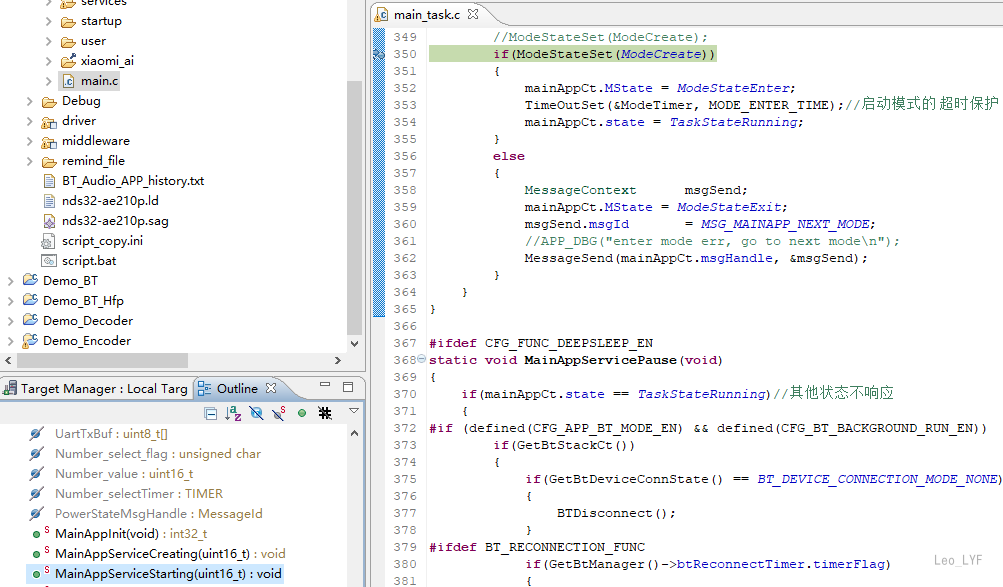 services
startup
user
xiaomi_ai
main.c
Debug
driver
middleware
remind_file
BT_Audio_APP_history.txt
nds32-ae210p.ld
nds32-ae210p.sag
script_copy.ini
script.bat
Demo_BT
Demo_BT_Hfp
Demo_Decoder
Demo_Encoder
Target Manager : Local Targ
Outline
UartTxBuf : uint8_t[]
Number_select_flag : unsigned char
Number_value : uint16_t
Number_selectTimer : TIMER
PowerStateMsgHandle : MessageId
MainAppInit(void) : int32_t
MainAppServiceCreating(uint16_t) : void
MainAppServiceStarting(uint16_t) : void
main_task.c
349 //ModeStateSet(ModeCreate);
350 if(ModeStateSet(ModeCreate))
351 {
352 mainAppCt.MState = ModeStateEnter;
353 TimeOutSet(&ModeTimer, MODE_ENTER_TIME);//启动模式的 超时保护
354 mainAppCt.state = TaskStateRunning;
355 }
356 else
357 {
358 MessageContext msgSend;
359 mainAppCt.MState = ModeStateExit;
360 msgSend.msgId = MSG_MAINAPP_NEXT_MODE;
361 //APP_DBG("enter mode err, go to next mode\n");
362 MessageSend(mainAppCt.msgHandle, &msgSend);
363 }
364 }
365 }
366
367 #ifdef CFG_FUNC_DEEPSLEEP_EN
368 static void MainAppServicePause(void)
369 {
370 if(mainAppCt.state == TaskStateRunning)//其他状态不响应
371 {
372 #if (defined(CFG_APP_BT_MODE_EN) && defined(CFG_BT_BACKGROUND_RUN_EN))
373 if(GetBtStackCt())
374 {
375 if(GetBtDeviceConnState() == BT_DEVICE_CONNECTION_MODE_NONE)
376 {
377 BTDisconnect();
378 }
379 #ifdef BT_RECONNECTION_FUNC
380 if(GetBtManager()->btReconnectTimer.timerFlag)
381 {
Leo_LYF